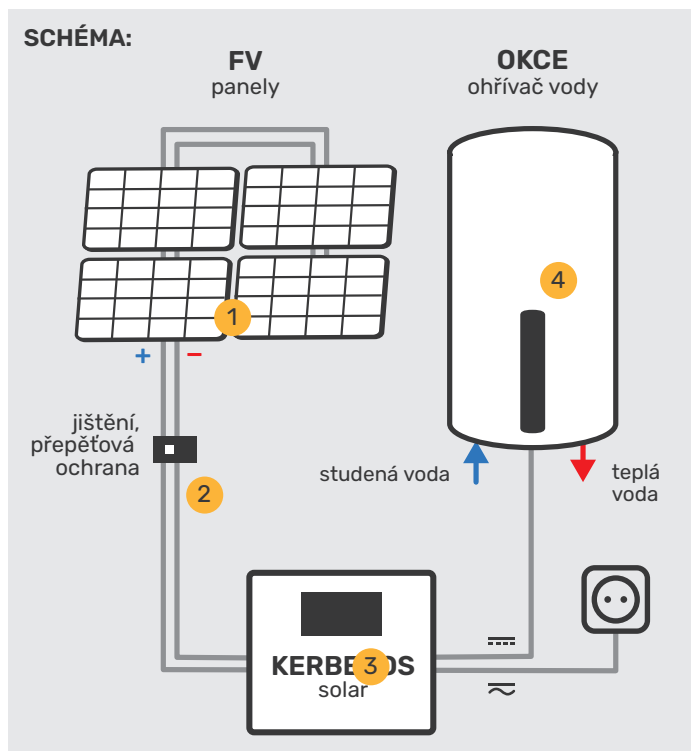 SCHÉMA:
FV
panely
OKCE
ohřívač vody
4
1
+ −
jištění,
přepěťová
ochrana
2
studená voda
teplá
voda
KERBEROS
3
solar